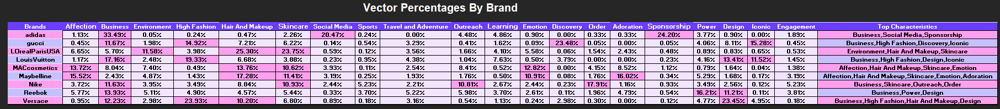 Vector Percentages By Brand
Brands Affection Business Environment High Fashion Hair And Makeup Skincare Social Media Sports Travel and Adventure Outreach Learning Emotion Discovery Order Adoration Sponsorship Power Design Iconic Engagement Top Characteristics
adidas 1.13% 33.49% 0.05% 0.24% 0.47% 2.26% 20.47% 0.24% 0.00% 4.48% 4.86% 0.90% 0.00% 0.33% 0.33% 24.20% 3.77% 0.90% 0.00% 1.89% Business,Social Media,Sponsorship
gucci 0.45% 11.67% 1.98% 14.92% 7.21% 6.22% 0.14% 0.54% 3.29% 0.41% 1.62% 0.09% 23.48% 0.05% 0.00% 0.05% 4.06% 8.11% 15.28% 0.45% Business,High Fashion,Discovery,Iconic
LOrealParisUSA 6.65% 5.70% 11.58% 3.98% 25.30% 23.75% 0.59% 0.12% 3.56% 1.66% 4.10% 5.58% 0.06% 1.54% 2.43% 0.48% 0.89% 0.83% 0.65% 0.53% Environment,Hair And Makeup,Skincare
LouisVuitton 1.17% 17.16% 2.48% 19.33% 6.68% 3.88% 0.23% 0.95% 4.38% 1.04% 7.63% 0.50% 3.79% 0.00% 0.00% 0.23% 4.16% 13.41% 11.52% 1.45% Business,High Fashion,Design,Iconic
MACcosmetics 13.72% 8.04% 7.40% 0.49% 13.76% 10.62% 3.93% 0.11% 2.54% 8.41% 0.52% 12.82% 0.00% 4.15% 8.52% 1.12% 0.79% 1.64% 0.04% 1.38% Affection,Hair And Makeup,Skincare,Emotion
Maybelline 15.52% 2.43% 4.87% 1.43% 17.28% 11.41% 3.19% 0.25% 1.93% 1.76% 0.50% 10.91% 0.08% 1.76% 16.02% 0.34% 5.29% 1.68% 0.17% 3.19% Affection,Hair And Makeup,Skincare,Emotion,Adoration
Nike 3.72% 11.63% 3.95% 3.49% 8.84% 10.93% 2.44% 5.23% 2.21% 10.81% 2.67% 2.44% 0.23% 17.91% 1.16% 0.93% 3.49% 2.56% 0.12% 5.23% Business,Skincare,Outreach,Order
Reebok 5.77% 13.93% 5.11% 4.90% 4.57% 5.44% 0.33% 3.70% 5.22% 5.98% 3.70% 2.61% 0.11% 1.96% 4.79% 0.54% 16.21% 11.21% 0.11% 3.81% Business,Power,Design
Versace 0.95% 12.23% 2.98% 23.93% 10.20% 6.80% 0.89% 0.18% 3.16% 0.54% 1.13% 0.24% 2.98% 0.30% 0.00% 0.12% 4.77% 23.45% 4.95% 0.18% Business,High Fashion,Hair And Makeup,Design